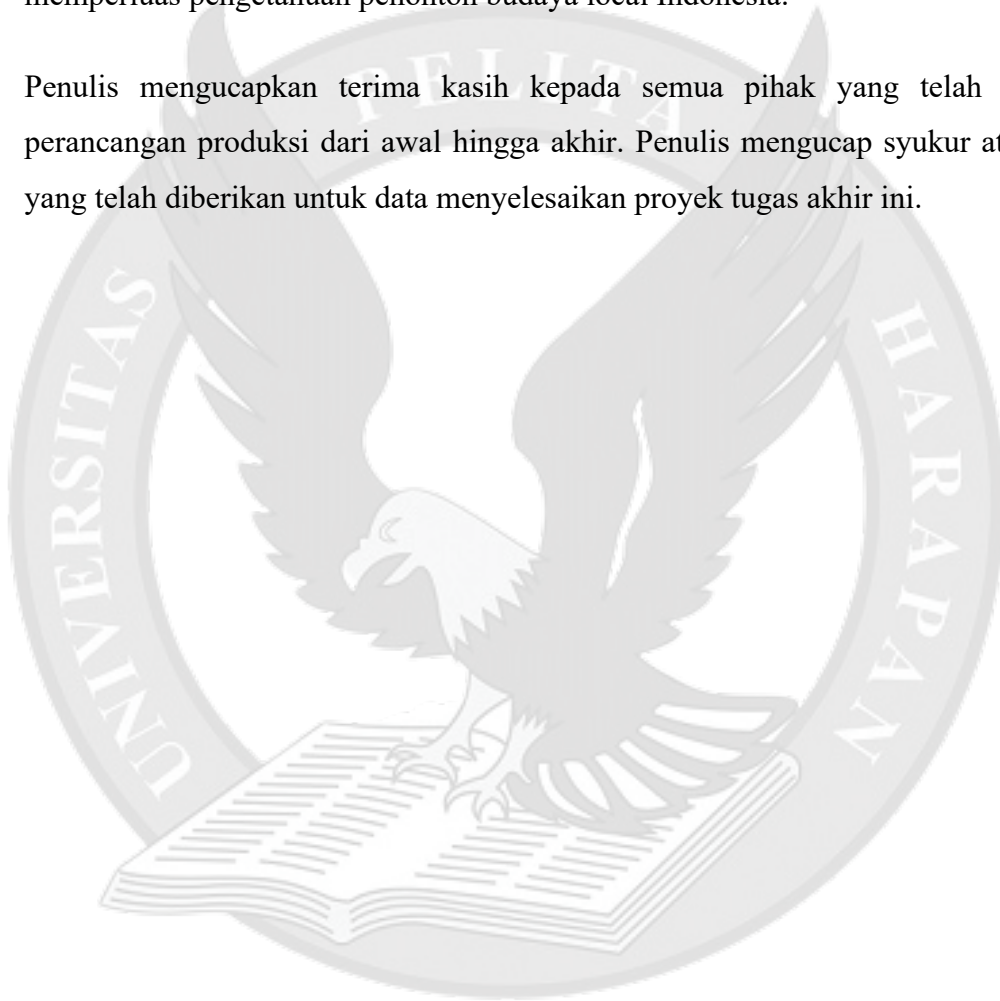 memperluas pengetahuan penonton budaya local Indonesia.
Penulis mengucapkan terima kasih kepada semua pihak yang telah
perancangan produksi dari awal hingga akhir. Penulis mengucap syukur
yang telah diberikan untuk data menyelesaikan proyek tugas akhir ini.
UNIVERSITAS
PELITA
HARAPAN